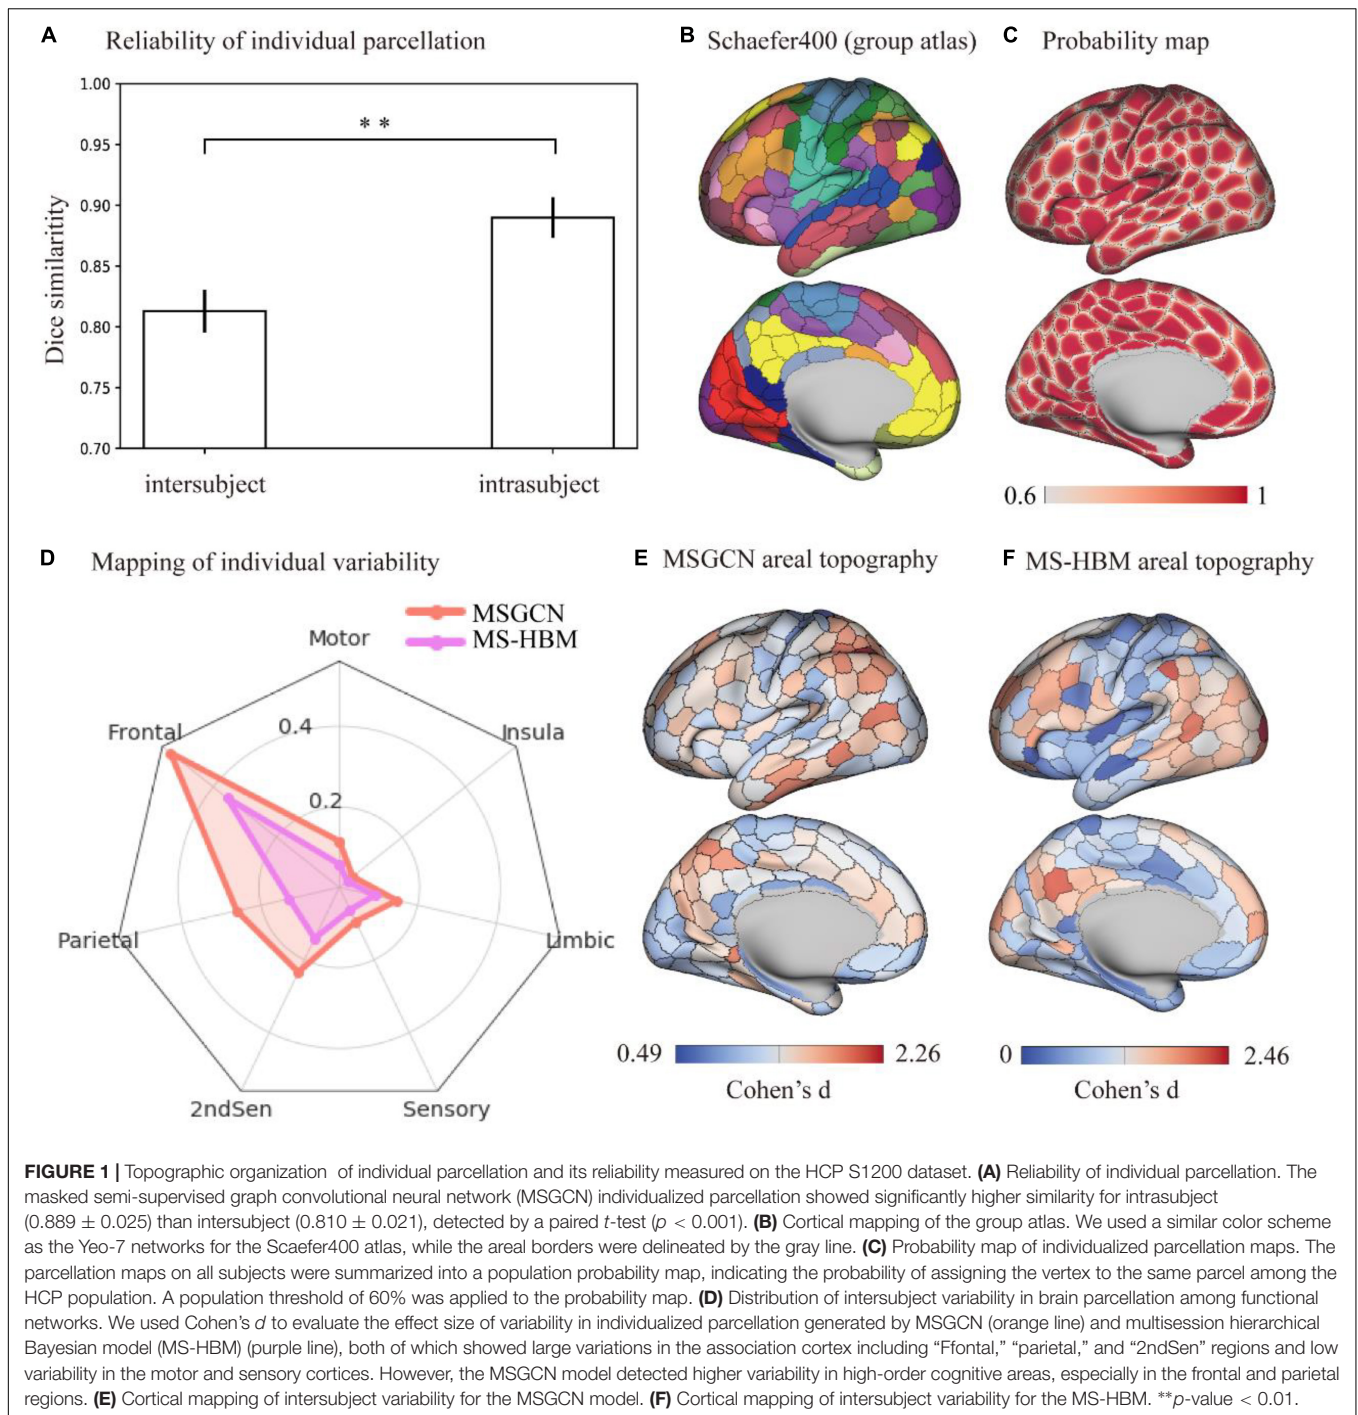 A Reliability of individual parcellation
B Schaefer400 (group atlas)
C Probability map
1.00
0.95
0.90
0.85
0.80
0.75
0.70
Dice similartity
* *
intersubject
intrasubject
0.6
1
D Mapping of individual variability
E MSGCN areal topography
F MS-HBM areal topography
MSGCN
MS-HBM
Motor
Frontal
Insula
0.4
0.2
Parietal
Limbic
2ndSen
Sensory
0.49
2.26
Cohen's d
0
2.46
Cohen's d
FIGURE 1 | Topographic organization of individual parcellation and its reliability measured on the HCP S1200 dataset. (A) Reliability of individual parcellation. The
masked semi-supervised graph convolutional neural network (MSGCN) individualized parcellation showed significantly higher similarity for intrasubject
(0.889 ± 0.025) than intersubject (0.810 ± 0.021), detected by a paired t-test (p < 0.001). (B) Cortical mapping of the group atlas. We used a similar color scheme
as the Yeo-7 networks for the Scaefer400 atlas, while the areal borders were delineated by the gray line. (C) Probability map of individualized parcellation maps. The
parcellation maps on all subjects were summarized into a population probability map, indicating the probability of assigning the vertex to the same parcel among the
HCP population. A population threshold of 60% was applied to the probability map. (D) Distribution of intersubject variability in brain parcellation among functional
networks. We used Cohen's d to evaluate the effect size of variability in individualized parcellation generated by MSGCN (orange line) and multisession hierarchical
Bayesian model (MS-HBM) (purple line), both of which showed large variations in the association cortex including “Ffontal,” “parietal,” and “2ndSen” regions and low
variability in the motor and sensory cortices. However, the MSGCN model detected higher variability in high-order cognitive areas, especially in the frontal and parietal
regions. (E) Cortical mapping of intersubject variability for the MSGCN model. (F) Cortical mapping of intersubject variability for the MS-HBM. **p-value < 0.01.